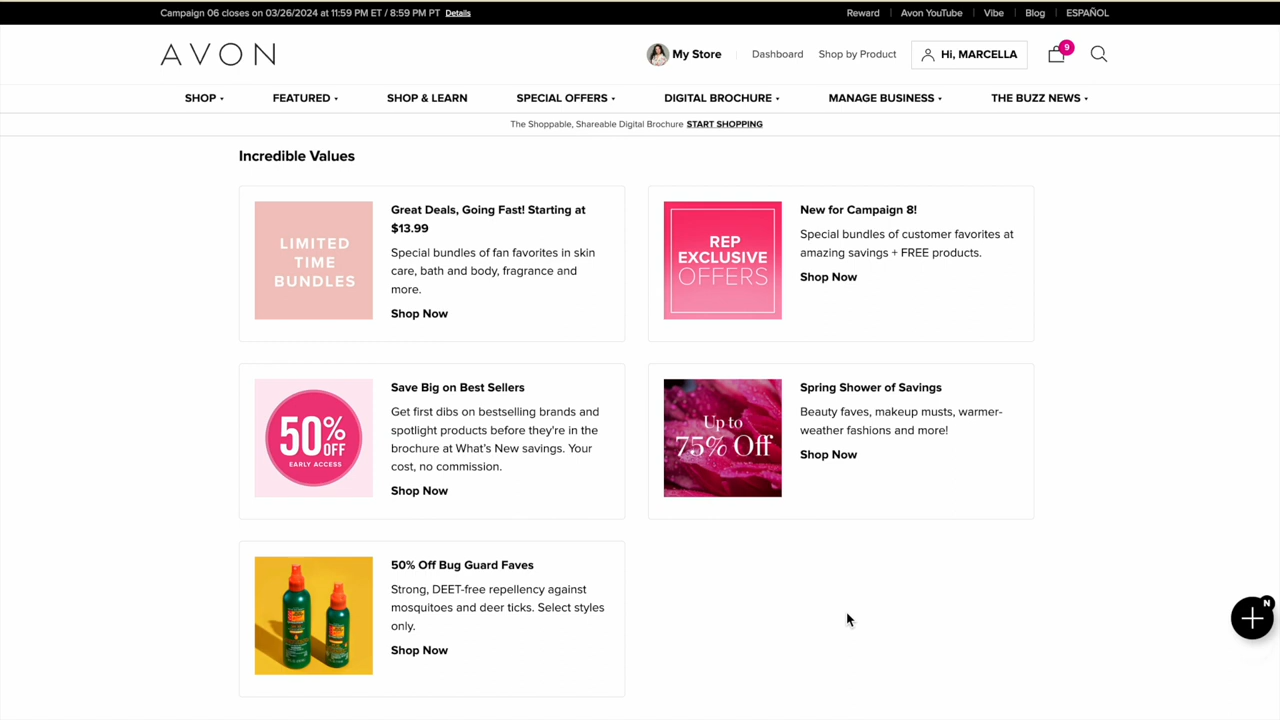 Campaign 06 closes on 03/26/2024 at 11:59 PM ET / 8:59 PM PT Details
Reward Avon YouTube Vibe Blog ESPAÑOL
AVON
My Store Dashboard Shop by Product Hi, MARCELLA 9
SHOP FEATURED SHOP & LEARN SPECIAL OFFERS DIGITAL BROCHURE MANAGE BUSINESS THE BUZZ NEWS
The Shoppable, Shareable Digital Brochure START SHOPPING
Incredible Values
LIMITED
TIME
BUNDLES
Great Deals, Going Fast! Starting at
$13.99
Special bundles of fan favorites in skin
care, bath and body, fragrance and
more.
Shop Now
REP
EXCLUSIVE
OFFERS
New for Campaign 8!
Special bundles of customer favorites at
amazing savings + FREE products.
Shop Now
50% OFF
EARLY ACCESS
Save Big on Best Sellers
Get first dibs on bestselling brands and
spotlight products before they're in the
brochure at What's New savings. Your
cost, no commission.
Shop Now
Up to
75% Off
Spring Shower of Savings
Beauty faves, makeup musts, warmer-
weather fashions and more!
Shop Now
50% Off Bug Guard Faves
Strong, DEET-free repellency against
mosquitoes and deer ticks. Select styles
only.
Shop Now
N